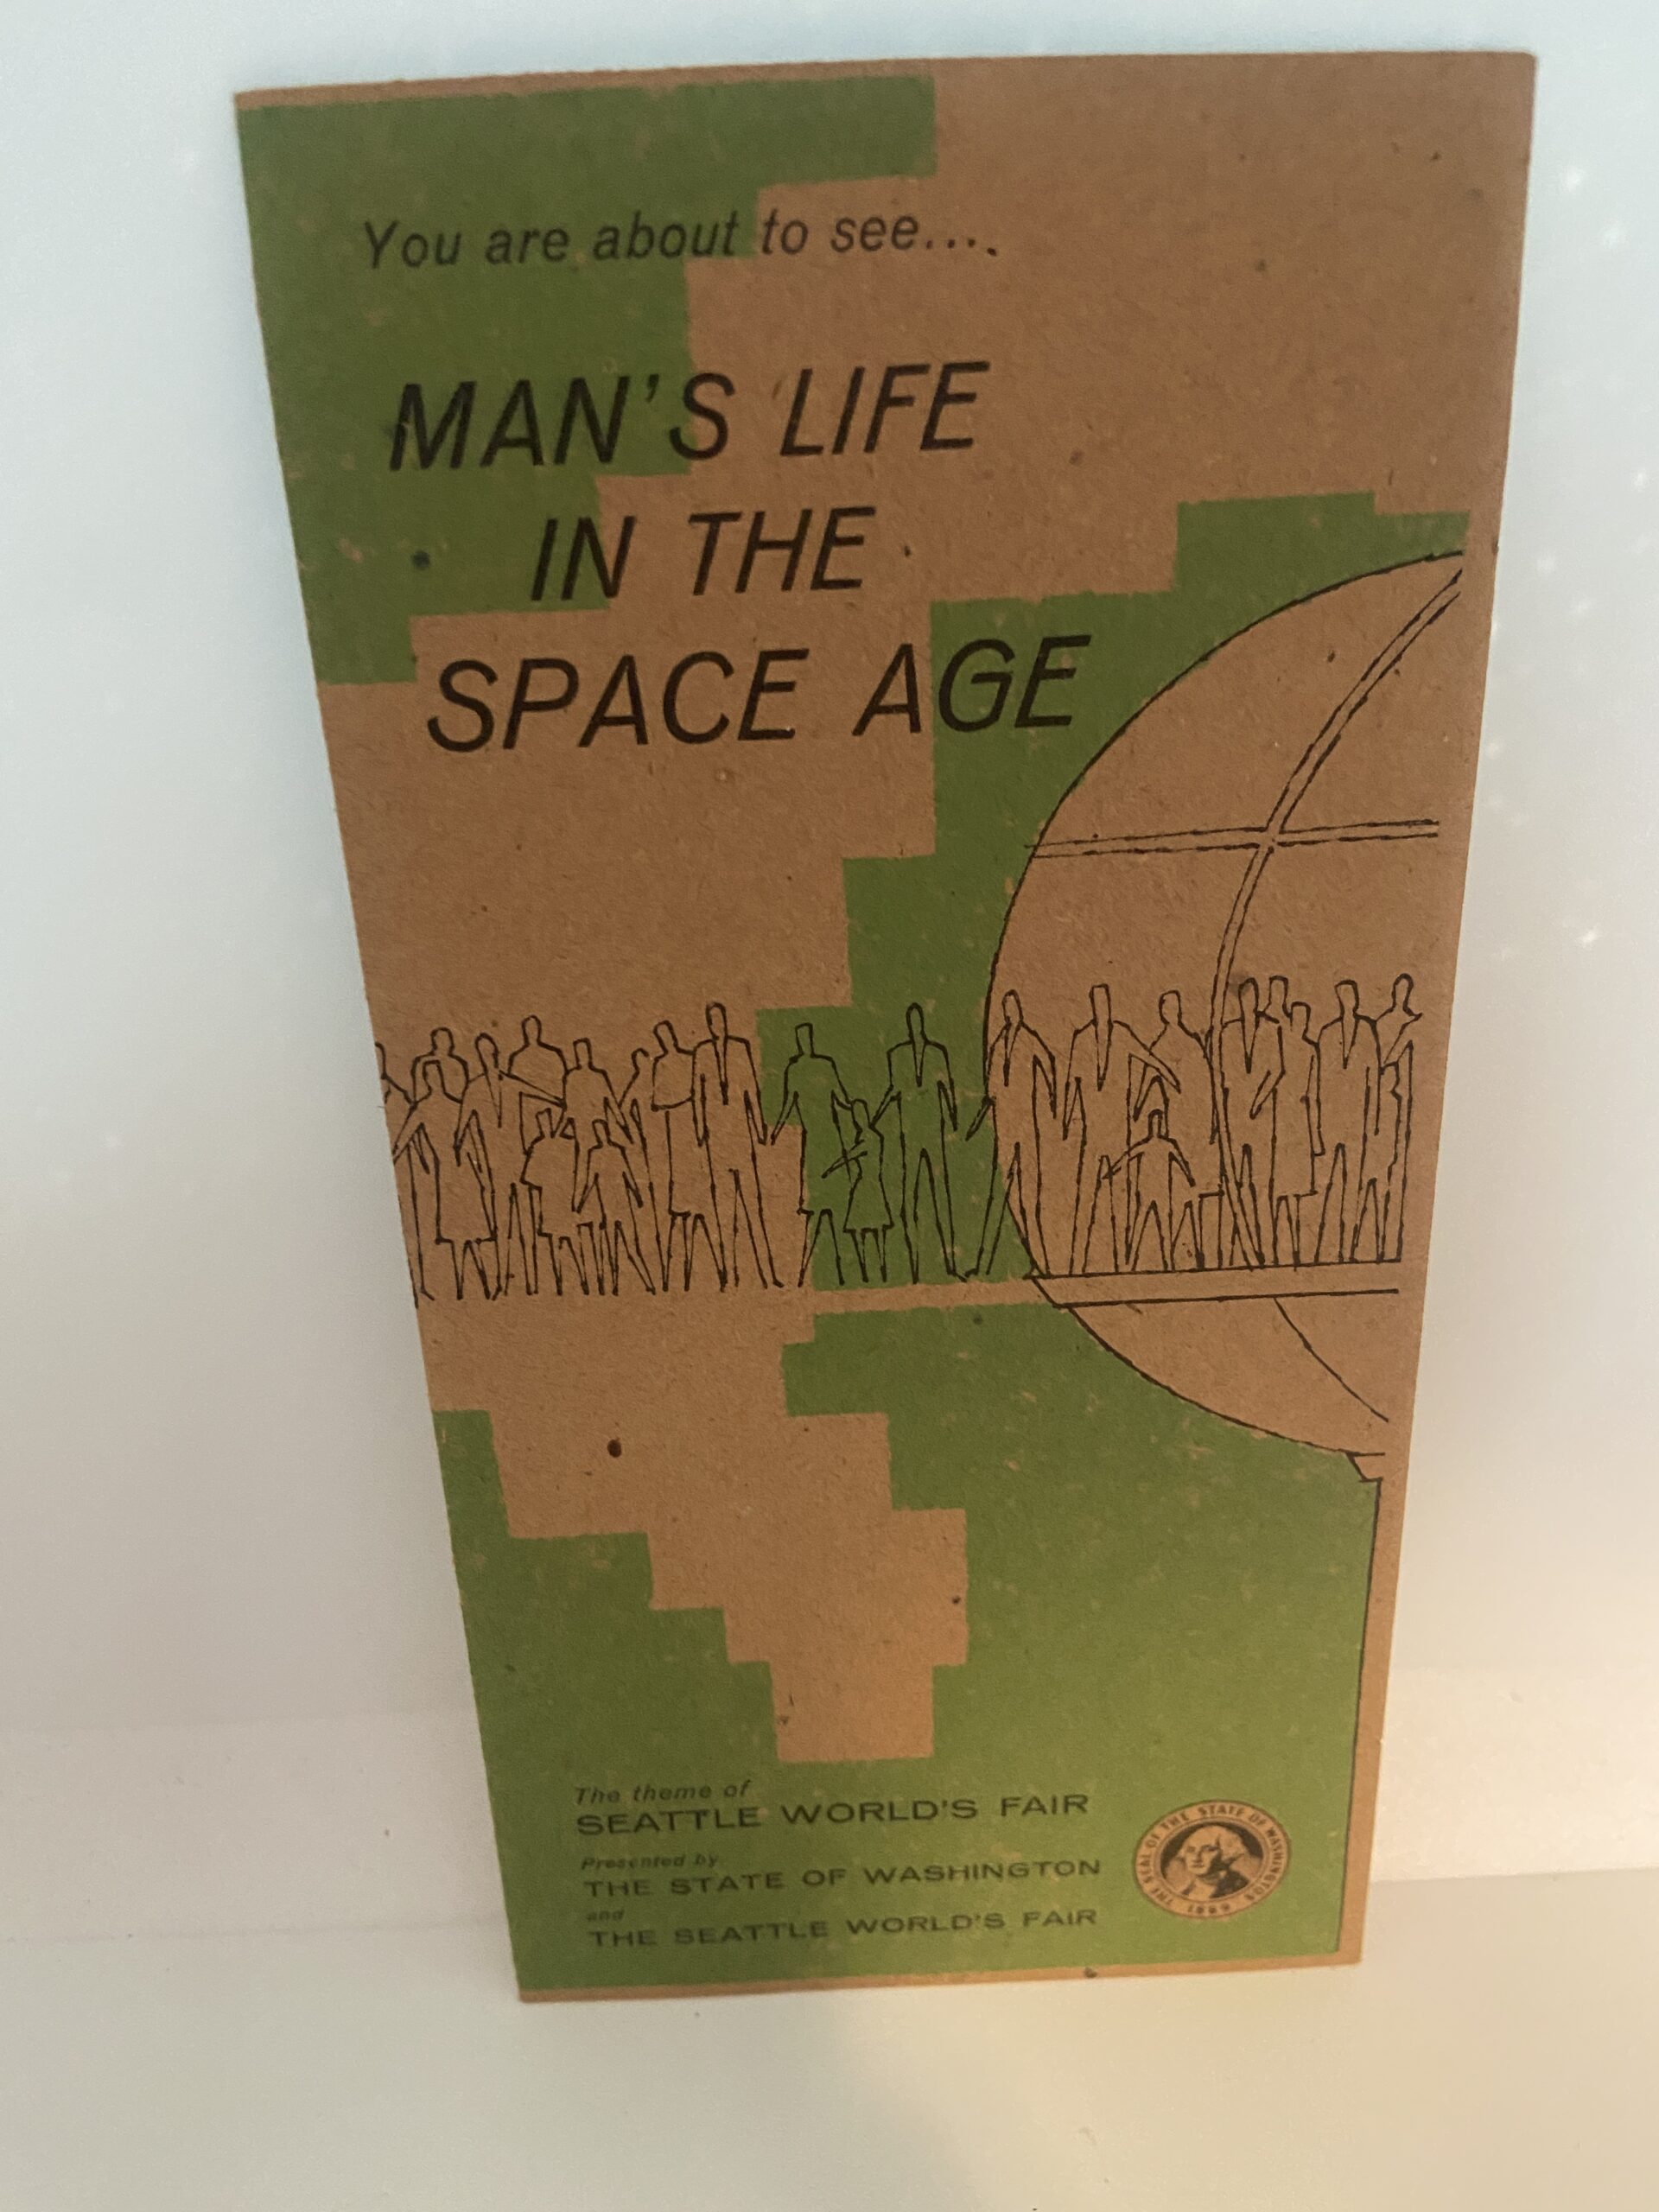 You are about to see....
MAN'S LIFE
IN THE
SPACE AGE
The theme of
SEATTLE WORLD'S FAIR
Presented by
THE STATE OF WASHINGTON
and
THE SEATTLE WORLD'S FAIR
THE SEAL OF THE STATE OF WASHINGTON
1889